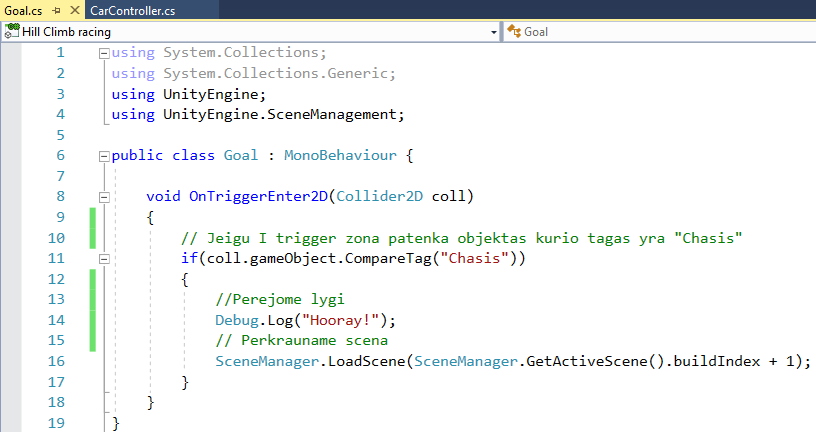 Goal.cs CarController.cs
Hill Climb racing Goal
1 using System.Collections;
2 using System.Collections.Generic;
3 using UnityEngine;
4 using UnityEngine.SceneManagement;
5
6 public class Goal : MonoBehaviour {
7
8 void OnTriggerEnter2D(Collider2D coll)
9 {
10 // Jeigu I trigger zona patenka objektas kurio tagas yra "Chasis"
11 if(coll.gameObject.CompareTag("Chasis"))
12 {
13 //Perejome lygi
14 Debug.Log("Hooray!");
15 // Perkrauname scena
16 SceneManager.LoadScene(SceneManager.GetActiveScene().buildIndex + 1);
17 }
18 }
19 }